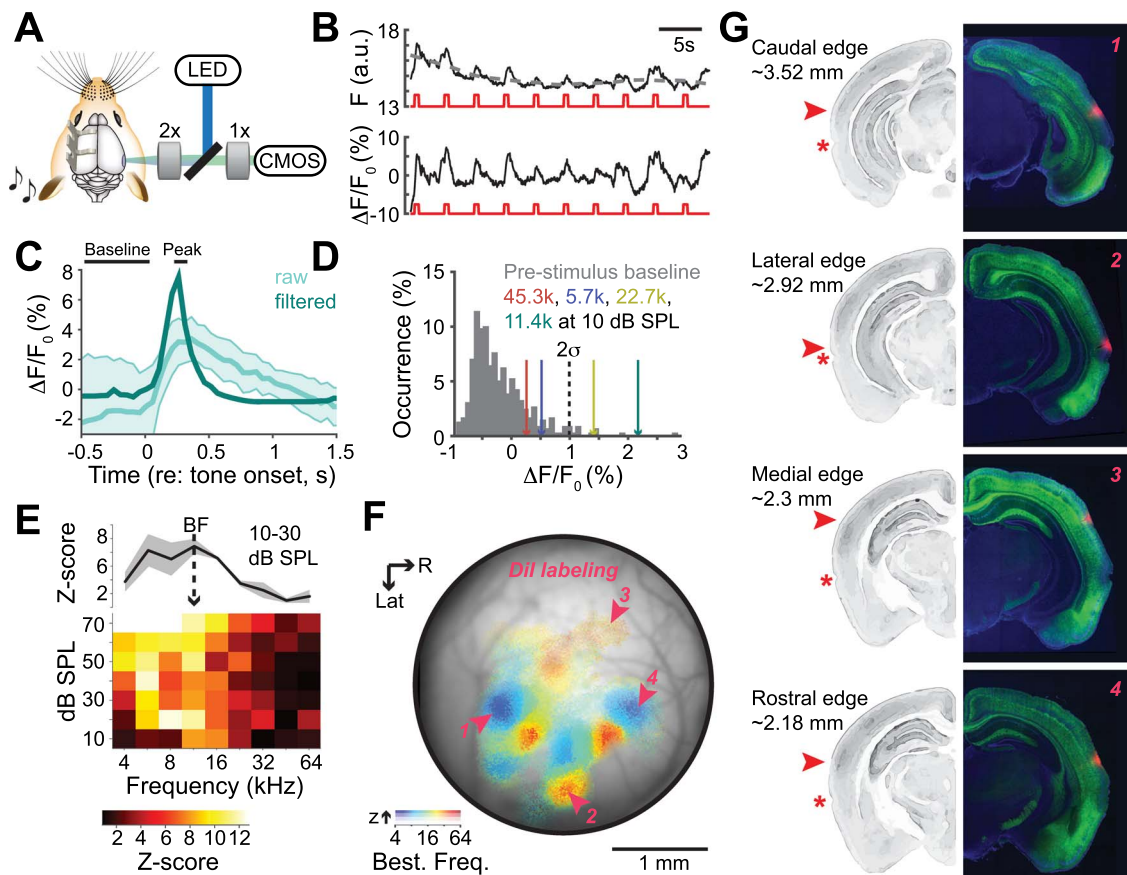 A
LED
2x
1x
CMOS
B
18
F (a.u.)
13
5s
10
ΔF/F0 (%)
0
-10
C
Baseline
Peak
raw
filtered
8
6
4
2
0
-2
ΔF/F0 (%)
-0.5
0
0.5
1.0
1.5
Time (re: tone onset, s)
D
15
10
5
0
Occurrence (%)
Pre-stimulus baseline
45.3k, 5.7k, 22.7k,
11.4k at 10 dB SPL
2σ
-1
0
1
2
3
ΔF/F0 (%)
E
BF
10-30
dB SPL
8
6
2
Z-score
70
50
30
10
dB SPL
4
8
16
32
64
Frequency (kHz)
2 4 6 8 10 12
Z-score
F
R
Lat
DiI labeling
3
4
1
2
z
4
16
64
Best. Freq.
1 mm
G
Caudal edge
~3.52 mm
*
1
Lateral edge
~2.92 mm
*
2
Medial edge
~2.3 mm
*
3
Rostral edge
~2.18 mm
*
4